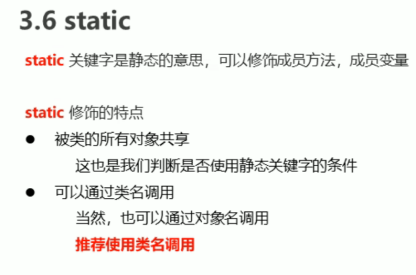 3.6 static
static 关键字是静态的意思，可以修饰成员方法，成员变量
static 修饰的特点
● 被类的所有对象共享
这也是我们判断是否使用静态关键字的条件
● 可以通过类名调用
当然，也可以通过对象名调用
推荐使用类名调用